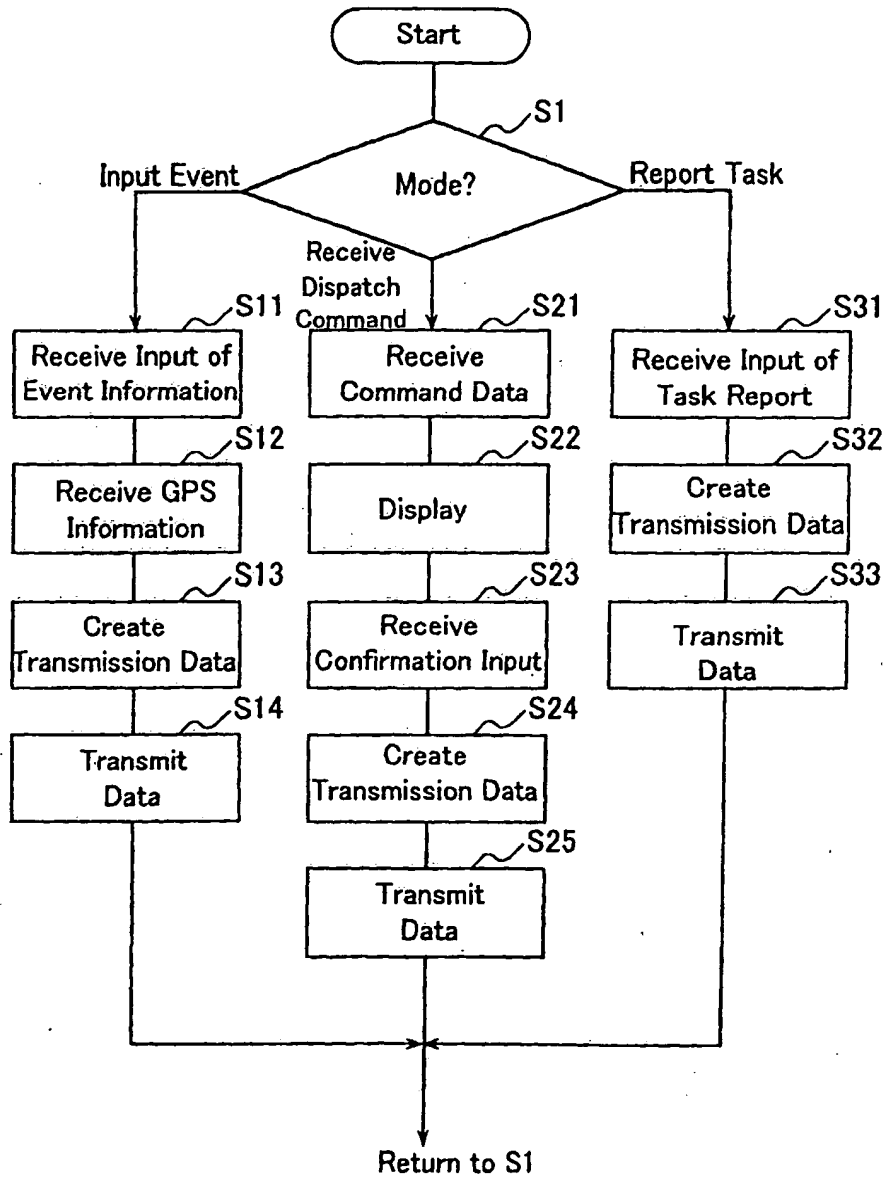 Start
S1
Mode?
Input Event
Report Task
Receive
Dispatch
Command
S11
Receive Input of
Event Information
S12
Receive GPS
Information
S13
Create
Transmission Data
S14
Transmit
Data
S21
Receive
Command Data
S22
Display
S23
Receive
Confirmation Input
S24
Create
Transmission Data
S25
Transmit
Data
S31
Receive Input of
Task Report
S32
Create
Transmission Data
S33
Transmit
Data
Return to S1